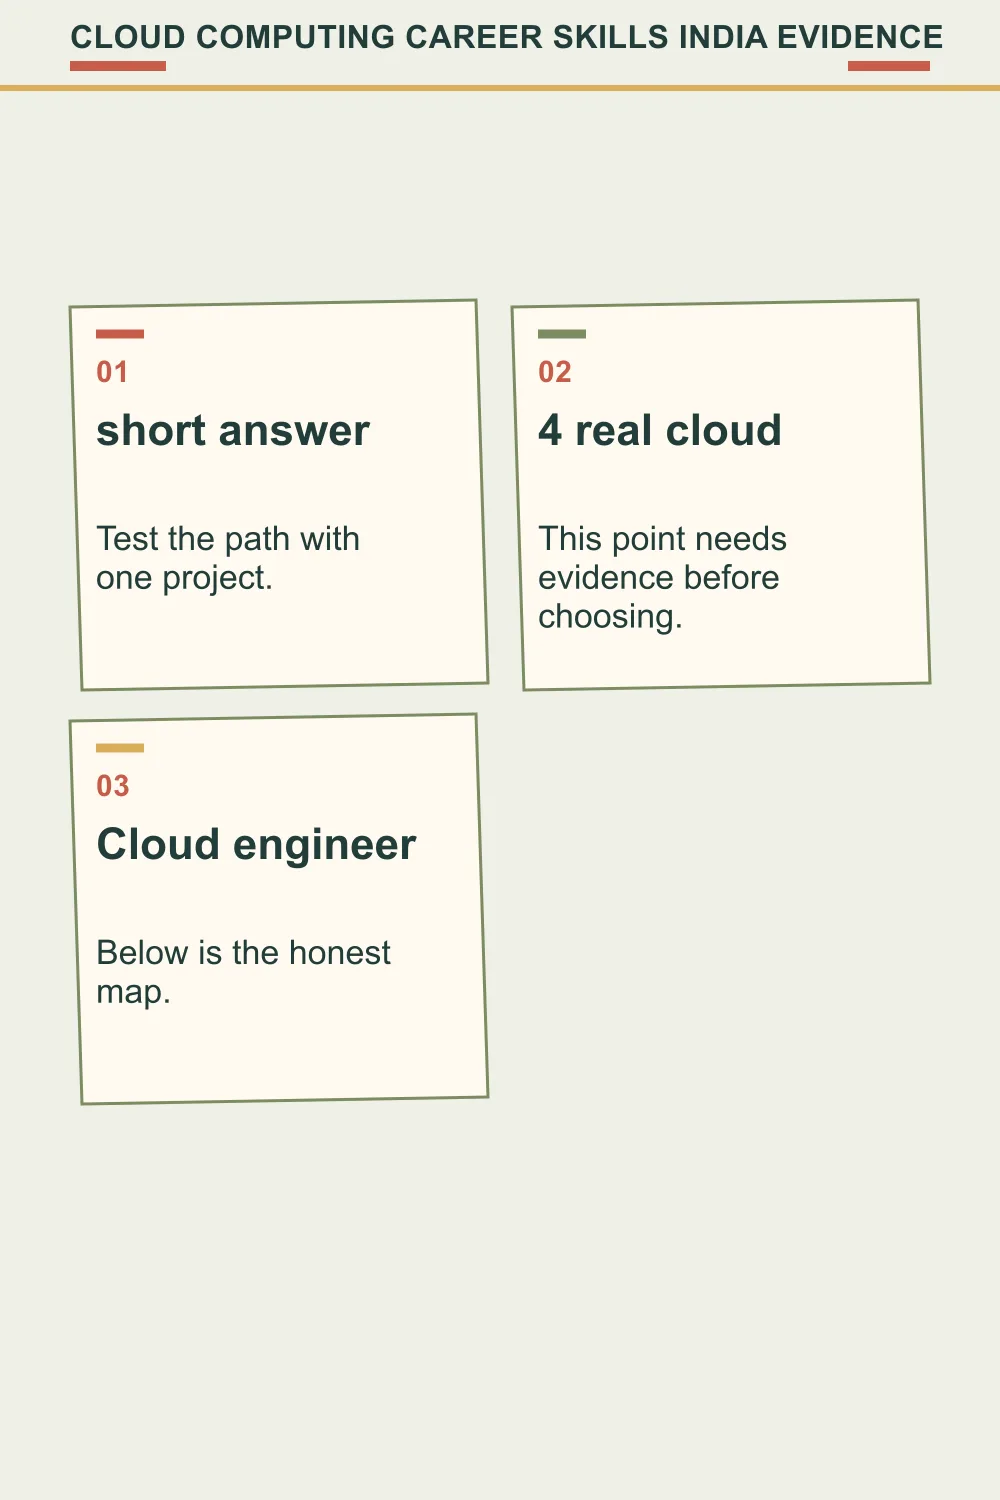 CLOUD COMPUTING CAREER SKILLS INDIA EVIDENCE
01
short answer
Test the path with
one project.
02
4 real cloud
This point needs
evidence before
choosing.
03
Cloud engineer
Below is the honest
map.